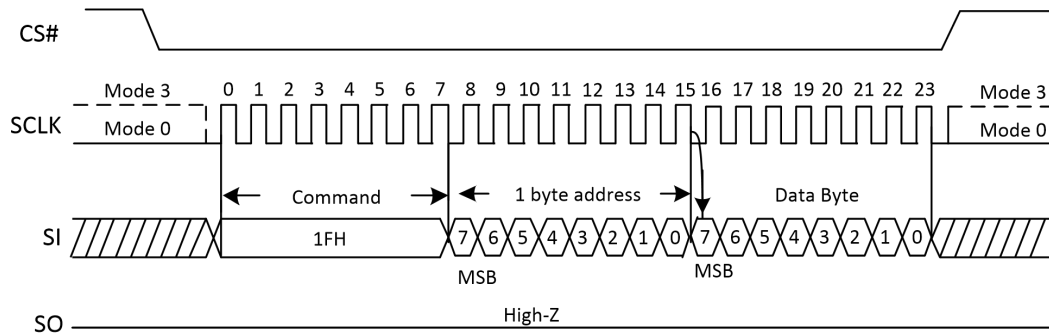 CS#
0 1 2 3 4 5 6 7 8 9 10 11 12 13 14 15 16 17 18 19 20 21 22 23
Mode 3 Mode 3
SCLK Mode 0 Mode 0
Command 1 byte address Data Byte
SI 1FH 7 6 5 4 3 2 1 0 7 6 5 4 3 2 1 0
MSB MSB
High-Z
SO